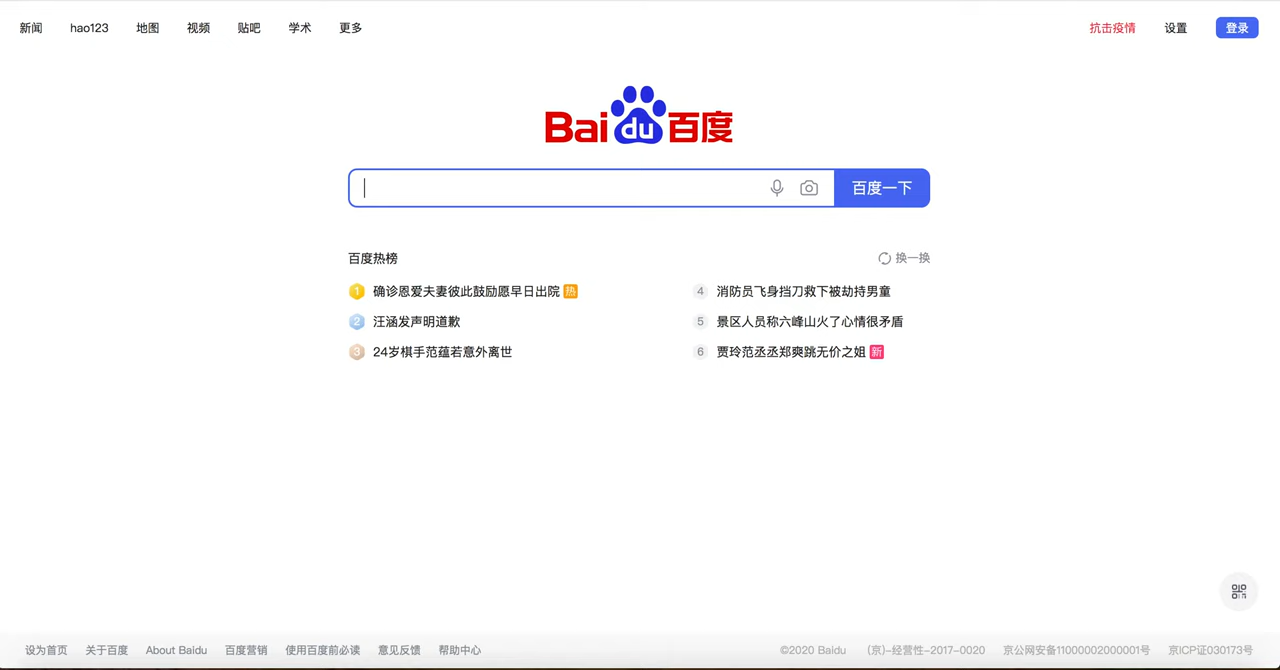 新闻 hao123 地图 视频 贴吧 学术 更多 抗击疫情 设置 登录
Bai du 百度
百度一下
百度热榜 换一换
1 确诊恩爱夫妻彼此鼓励愿早日出院 热
2 汪涵发声明道歉
3 24岁棋手范蕴若意外离世
4 消防员飞身挡刀救下被劫持男童
5 景区人员称六峰山火了心情很矛盾
6 贾玲范丞丞郑爽跳无价之姐 新
设为首页 关于百度 About Baidu 百度营销 使用百度前必读 意见反馈 帮助中心 ©2020 Baidu (京)-经营性-2017-0020 京公网安备11000002000001号 京ICP证030173号